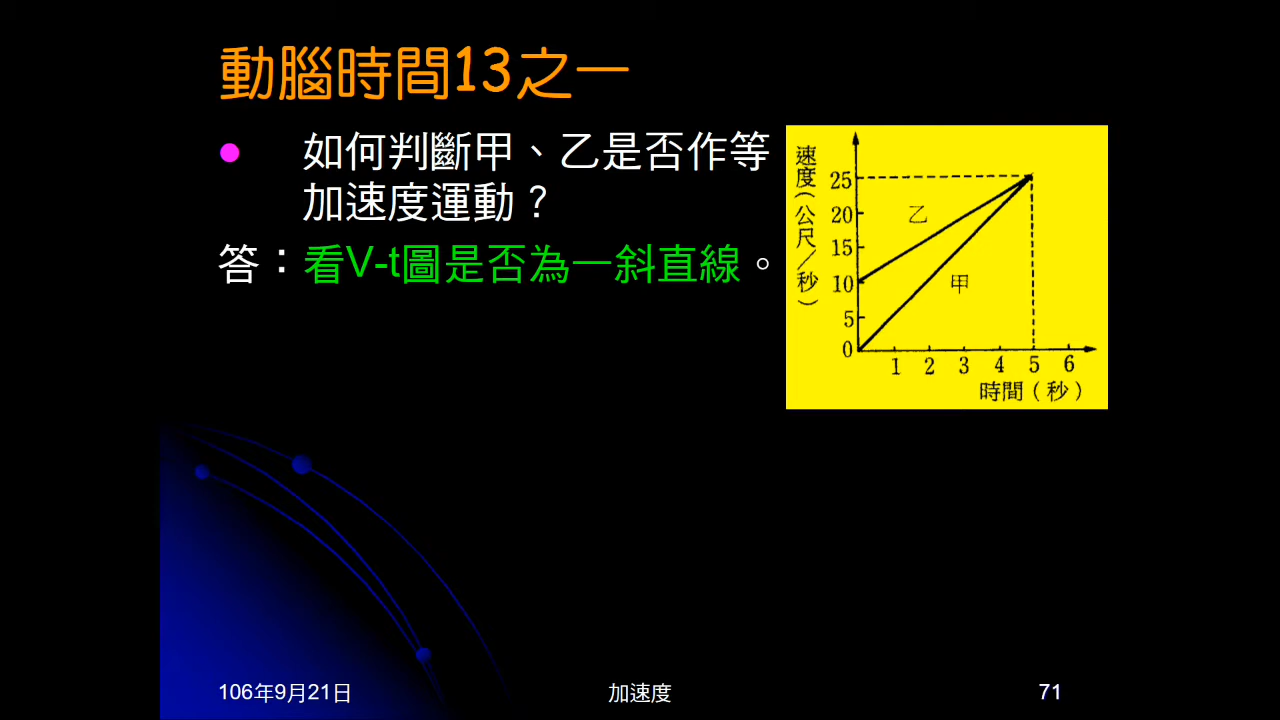 動腦時間13之一
如何判斷甲、乙是否作等
加速度運動？
答：看V-t圖是否為一斜直線。
速度(公尺/秒)
25
20
15
10
5
0
乙
甲
1 2 3 4 5 6
時間(秒)
106年9月21日
加速度
71